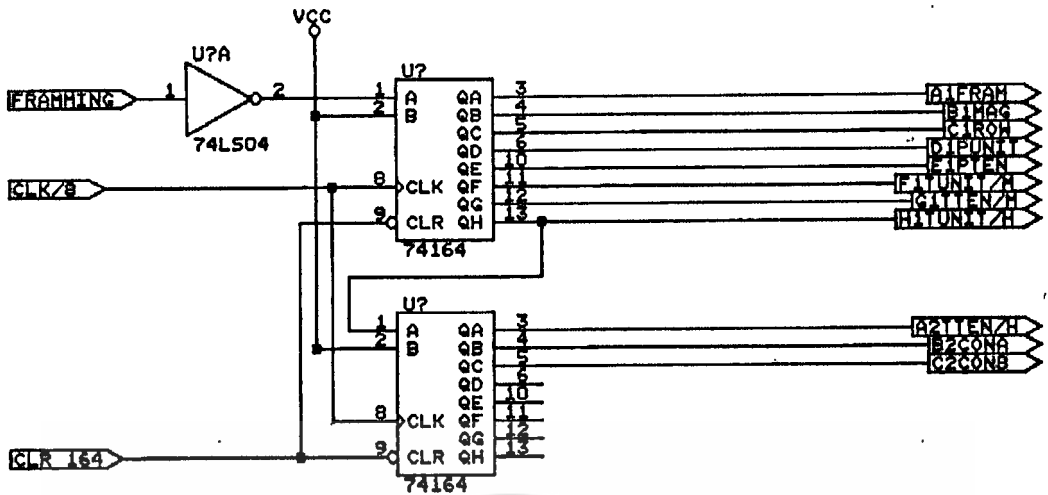 VCC
U?A
FRAMMING
1
2
74LS04
U?
1 A QA 3 A1FRAM
2 B QB 4 B1MAG
QC 5 C1ROW
QD 6 D1PUNIT
QE 10 E1PTEN
CLK/8
8 CLK QF 11 F1TUNIT/M
QG 12 G1TTEN/M
9 CLR QH 13 H1TUNIT/H
74164
U?
1 A QA 3 A2TTEN/H
2 B QB 4 B2CONA
QC 5 C2CONB
QD 6
QE 10
8 CLK QF 11
QG 12
CLR 164
9 CLR QH 13
74164